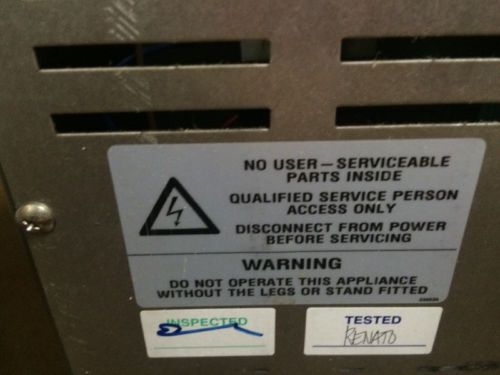 NO USER-SERVICEABLE
PARTS INSIDE
QUALIFIED SERVICE PERSON
ACCESS ONLY
DISCONNECT FROM POWER
BEFORE SERVICING
WARNING
DO NOT OPERATE THIS APPLIANCE
WITHOUT THE LEGS OR STAND FITTED
INSPECTED
TESTED
RENATO